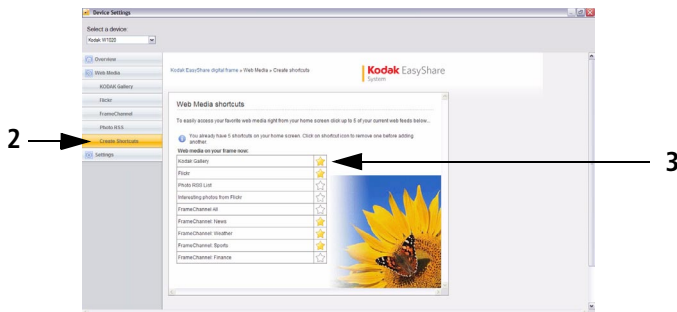 Device Settings
Select a device:
Kodak W1020
Overview
Web Media
KODAK Gallery
Flickr
FrameChannel
Photo RSS
2
Create Shortcuts
Settings
Kodak EasyShare digital frame » Web Media » Create shortcuts
Kodak EasyShare
System
Web Media shortcuts
To easily access your favorite web media right from your home screen click up to 5 of your current web feeds below...
You already have 5 shortcuts on your home screen. Click on shortcut icon to remove one before adding
another.
Web media on your frame now:
Kodak Gallery
3
Flickr
Photo RSS List
Interesting photos from Flickr
FrameChannel All
FrameChannel: News
FrameChannel: Weather
FrameChannel: Sports
FrameChannel: Finance